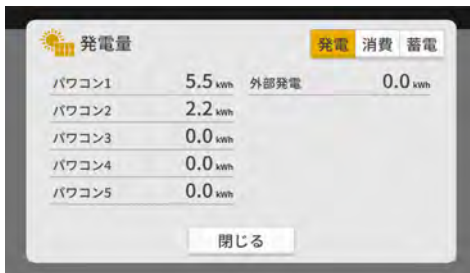 発電量
発電 消費 蓄電
パワコン1 5.5 kWh 外部発電 0.0 kWh
パワコン2 2.2 kWh
パワコン3 0.0 kWh
パワコン4 0.0 kWh
パワコン5 0.0 kWh
閉じる